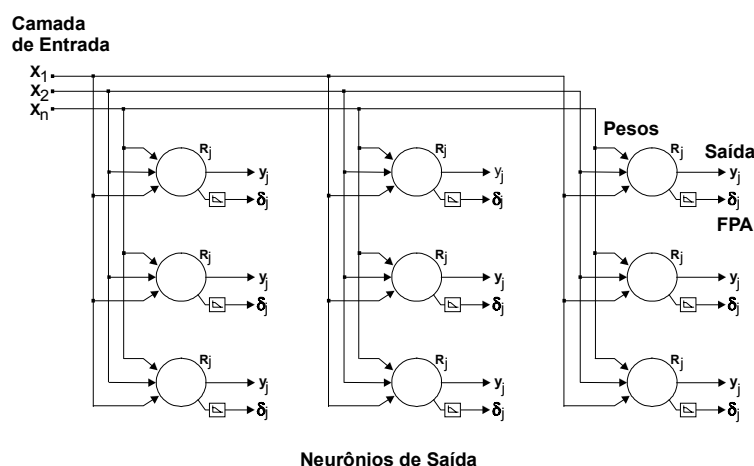 Camada
de Entrada
X1
X2
Xn
Pesos
Rj
Rj
Rj
Saída
yj
yj
yj
δj
δj
δj
FPA
Rj
Rj
Rj
yj
yj
yj
δj
δj
δj
Rj
Rj
Rj
yj
yj
yj
δj
δj
δj
Neurônios de Saída